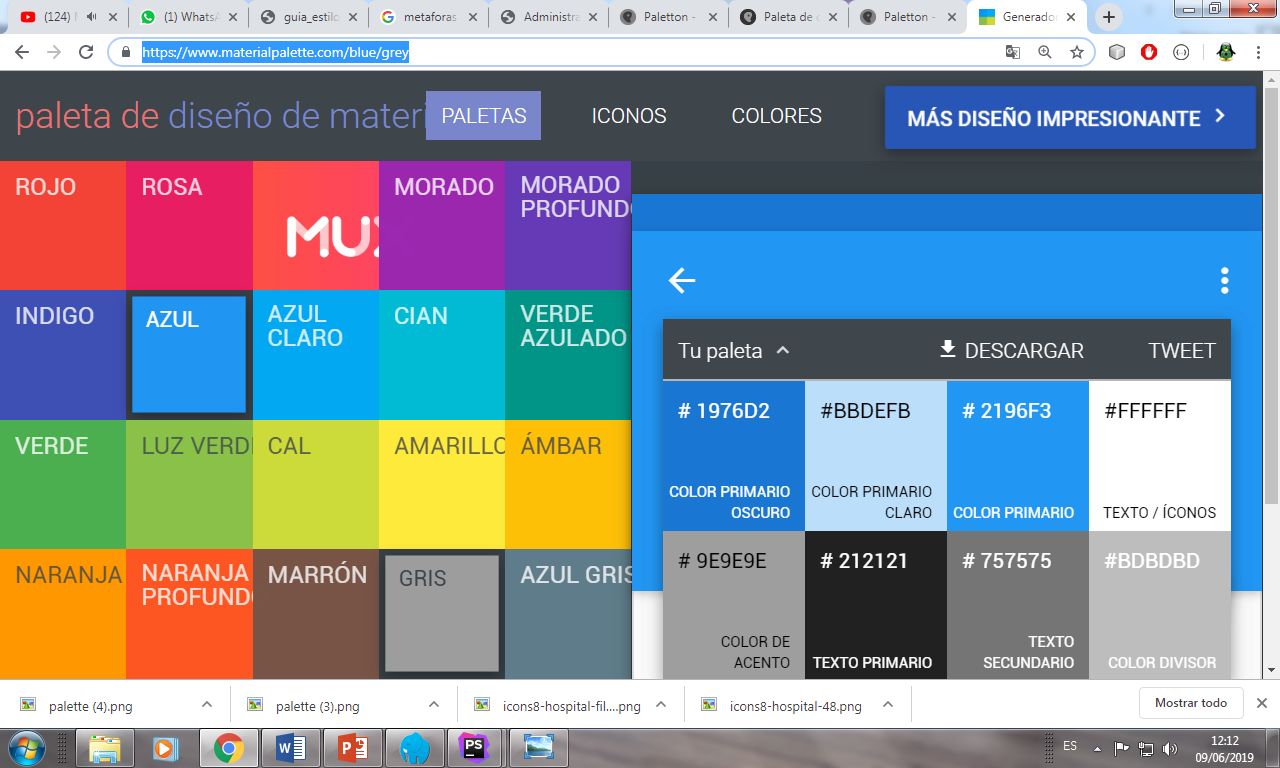 (124) M
(1) WhatsA
guia_estilo
metaforas
Administra
Paletton -
Paleta de c
Paletton -
Generador
https://www.materialpalette.com/blue/grey
paleta de diseño de materi
PALETAS
ICONOS
COLORES
MÁS DISEÑO IMPRESIONANTE
ROJO
ROSA
MUZ
MORADO
MORADO
PROFUNDO
INDIGO
AZUL
AZUL
CLARO
CIAN
VERDE
AZULADO
VERDE
LUZ VERDE
CAL
AMARILLO
ÁMBAR
NARANJA
NARANJA
PROFUNDO
MARRÓN
GRIS
AZUL GRIS
Tu paleta
DESCARGAR
TWEET
# 1976D2
COLOR PRIMARIO
OSCURO
#BBDEFB
COLOR PRIMARIO
CLARO
# 2196F3
COLOR PRIMARIO
#FFFFFF
TEXTO / ÍCONOS
# 9E9E9E
COLOR DE
ACENTO
# 212121
TEXTO PRIMARIO
# 757575
TEXTO
SECUNDARIO
#BDBDBD
COLOR DIVISOR
palette (4).png
palette (3).png
icons8-hospital-fil....png
icons8-hospital-48.png
Mostrar todo
W
P
PS
ES
12:12
09/06/2019